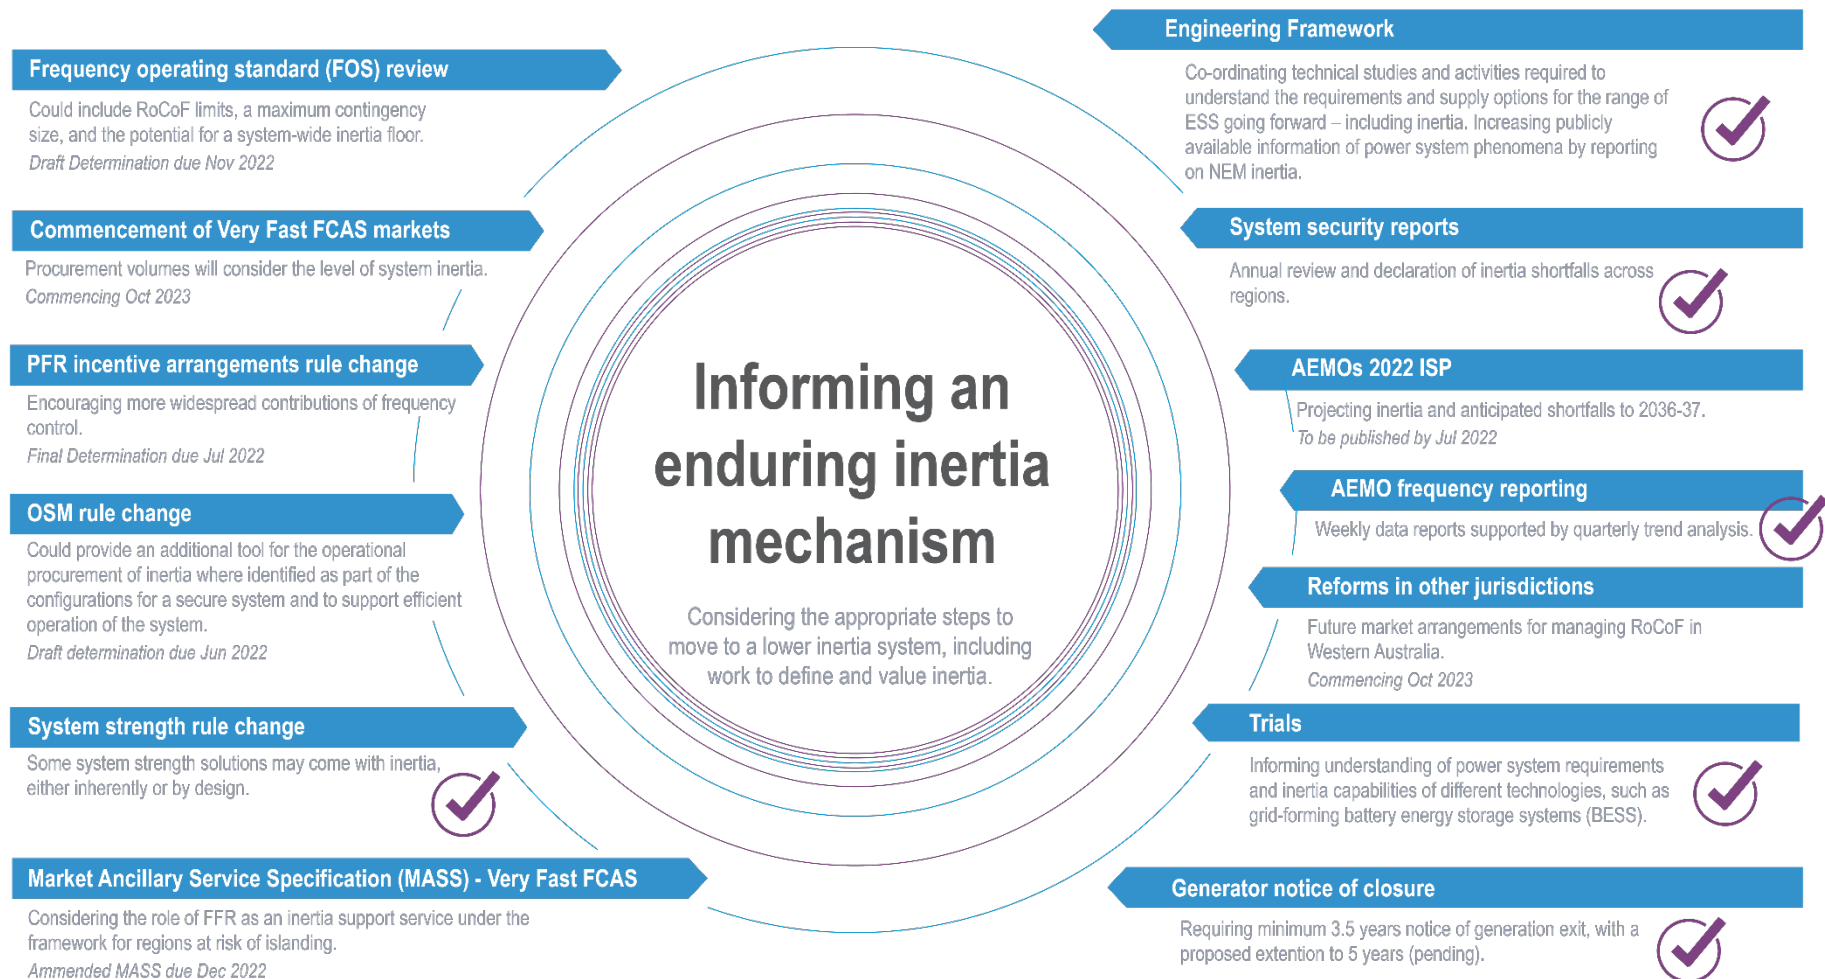 Frequency operating standard (FOS) review
Could include RoCoF limits, a maximum contingency
size, and the potential for a system-wide inertia floor.
Draft Determination due Nov 2022
Commencement of Very Fast FCAS markets
Procurement volumes will consider the level of system inertia.
Commencing Oct 2023
PFR incentive arrangements rule change
Encouraging more widespread contributions of frequency
control.
Final Determination due Jul 2022
OSM rule change
Could provide an additional tool for the operational
procurement of inertia where identified as part of the
configurations for a secure system and to support efficient
operation of the system.
Draft determination due Jun 2022
System strength rule change
Some system strength solutions may come with inertia,
either inherently or by design.
Market Ancillary Service Specification (MASS) - Very Fast FCAS
Considering the role of FFR as an inertia support service under the
framework for regions at risk of islanding.
Ammended MASS due Dec 2022
Informing an
enduring inertia
mechanism
Considering the appropriate steps to
move to a lower inertia system, including
work to define and value inertia.
Engineering Framework
Co-ordinating technical studies and activities required to
understand the requirements and supply options for the range of
ESS going forward – including inertia. Increasing publicly
available information of power system phenomena by reporting
on NEM inertia.
System security reports
Annual review and declaration of inertia shortfalls across
regions.
AEMOs 2022 ISP
Projecting inertia and anticipated shortfalls to 2036-37.
To be published by Jul 2022
AEMO frequency reporting
Weekly data reports supported by quarterly trend analysis.
Reforms in other jurisdictions
Future market arrangements for managing RoCoF in
Western Australia.
Commencing Oct 2023
Trials
Informing understanding of power system requirements
and inertia capabilities of different technologies, such as
grid-forming battery energy storage systems (BESS).
Generator notice of closure
Requiring minimum 3.5 years notice of generation exit, with a
proposed extention to 5 years (pending).